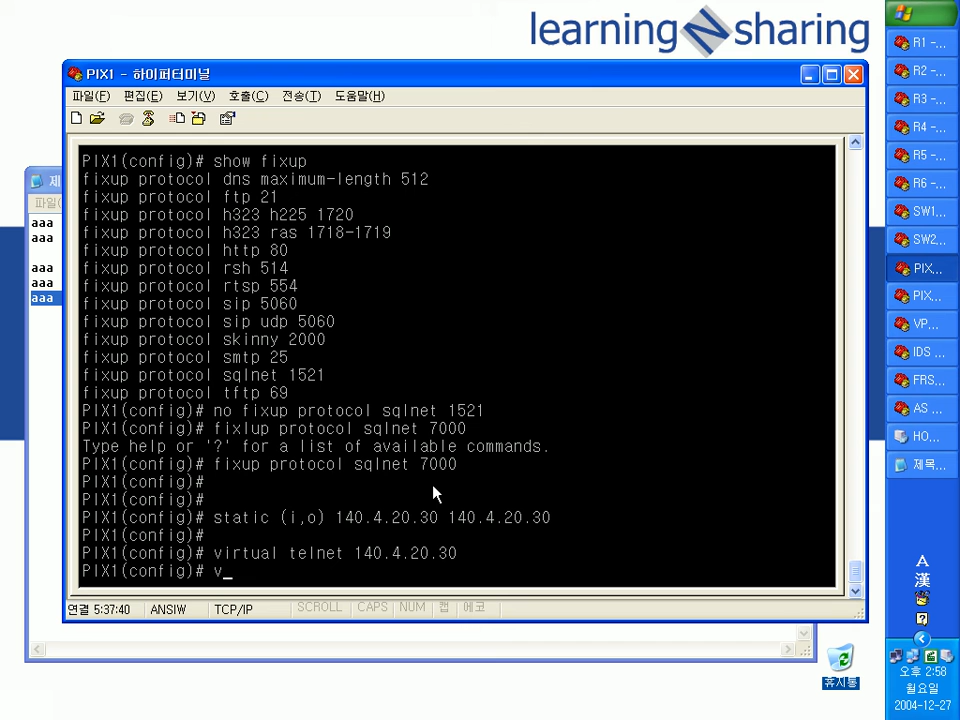 learning sharing
PIX1 - 하이퍼터미널
파일(F) 편집(E) 보기(V) 호출(C) 전송(T) 도움말(H)
PIX1(config)# show fixup
fixup protocol dns maximum-length 512
fixup protocol ftp 21
fixup protocol h323 h225 1720
fixup protocol h323 ras 1718-1719
fixup protocol http 80
fixup protocol rsh 514
fixup protocol rtsp 554
fixup protocol sip 5060
fixup protocol sip udp 5060
fixup protocol skinny 2000
fixup protocol smtp 25
fixup protocol sqlnet 1521
fixup protocol tftp 69
PIX1(config)# no fixup protocol sqlnet 1521
PIX1(config)# fixlup protocol sqlnet 7000
Type help or '?' for a list of available commands.
PIX1(config)# fixup protocol sqlnet 7000
PIX1(config)#
PIX1(config)#
PIX1(config)# static (i,o) 140.4.20.30 140.4.20.30
PIX1(config)#
PIX1(config)# virtual telnet 140.4.20.30
PIX1(config)# v_
연결 5:37:40 ANSIW TCP/IP SCROLL CAPS NUM 캡 에코
제
파일(
aaa
aaa
aaa
aaa
aaa
휴지통
R1 -...
R2 -...
R3 -...
R4 -...
R5 -...
R6 -...
SW1...
SW2...
PIX...
PIX...
VP...
IDS ...
FRS...
AS ...
HO...
제목...
A
漢
오후 2:58
월요일
2004-12-27